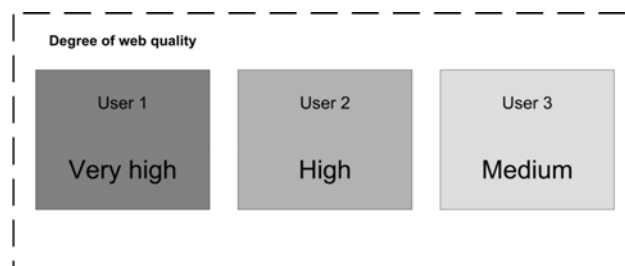 Degree of web quality
User 1
Very high
User 2
High
User 3
Medium